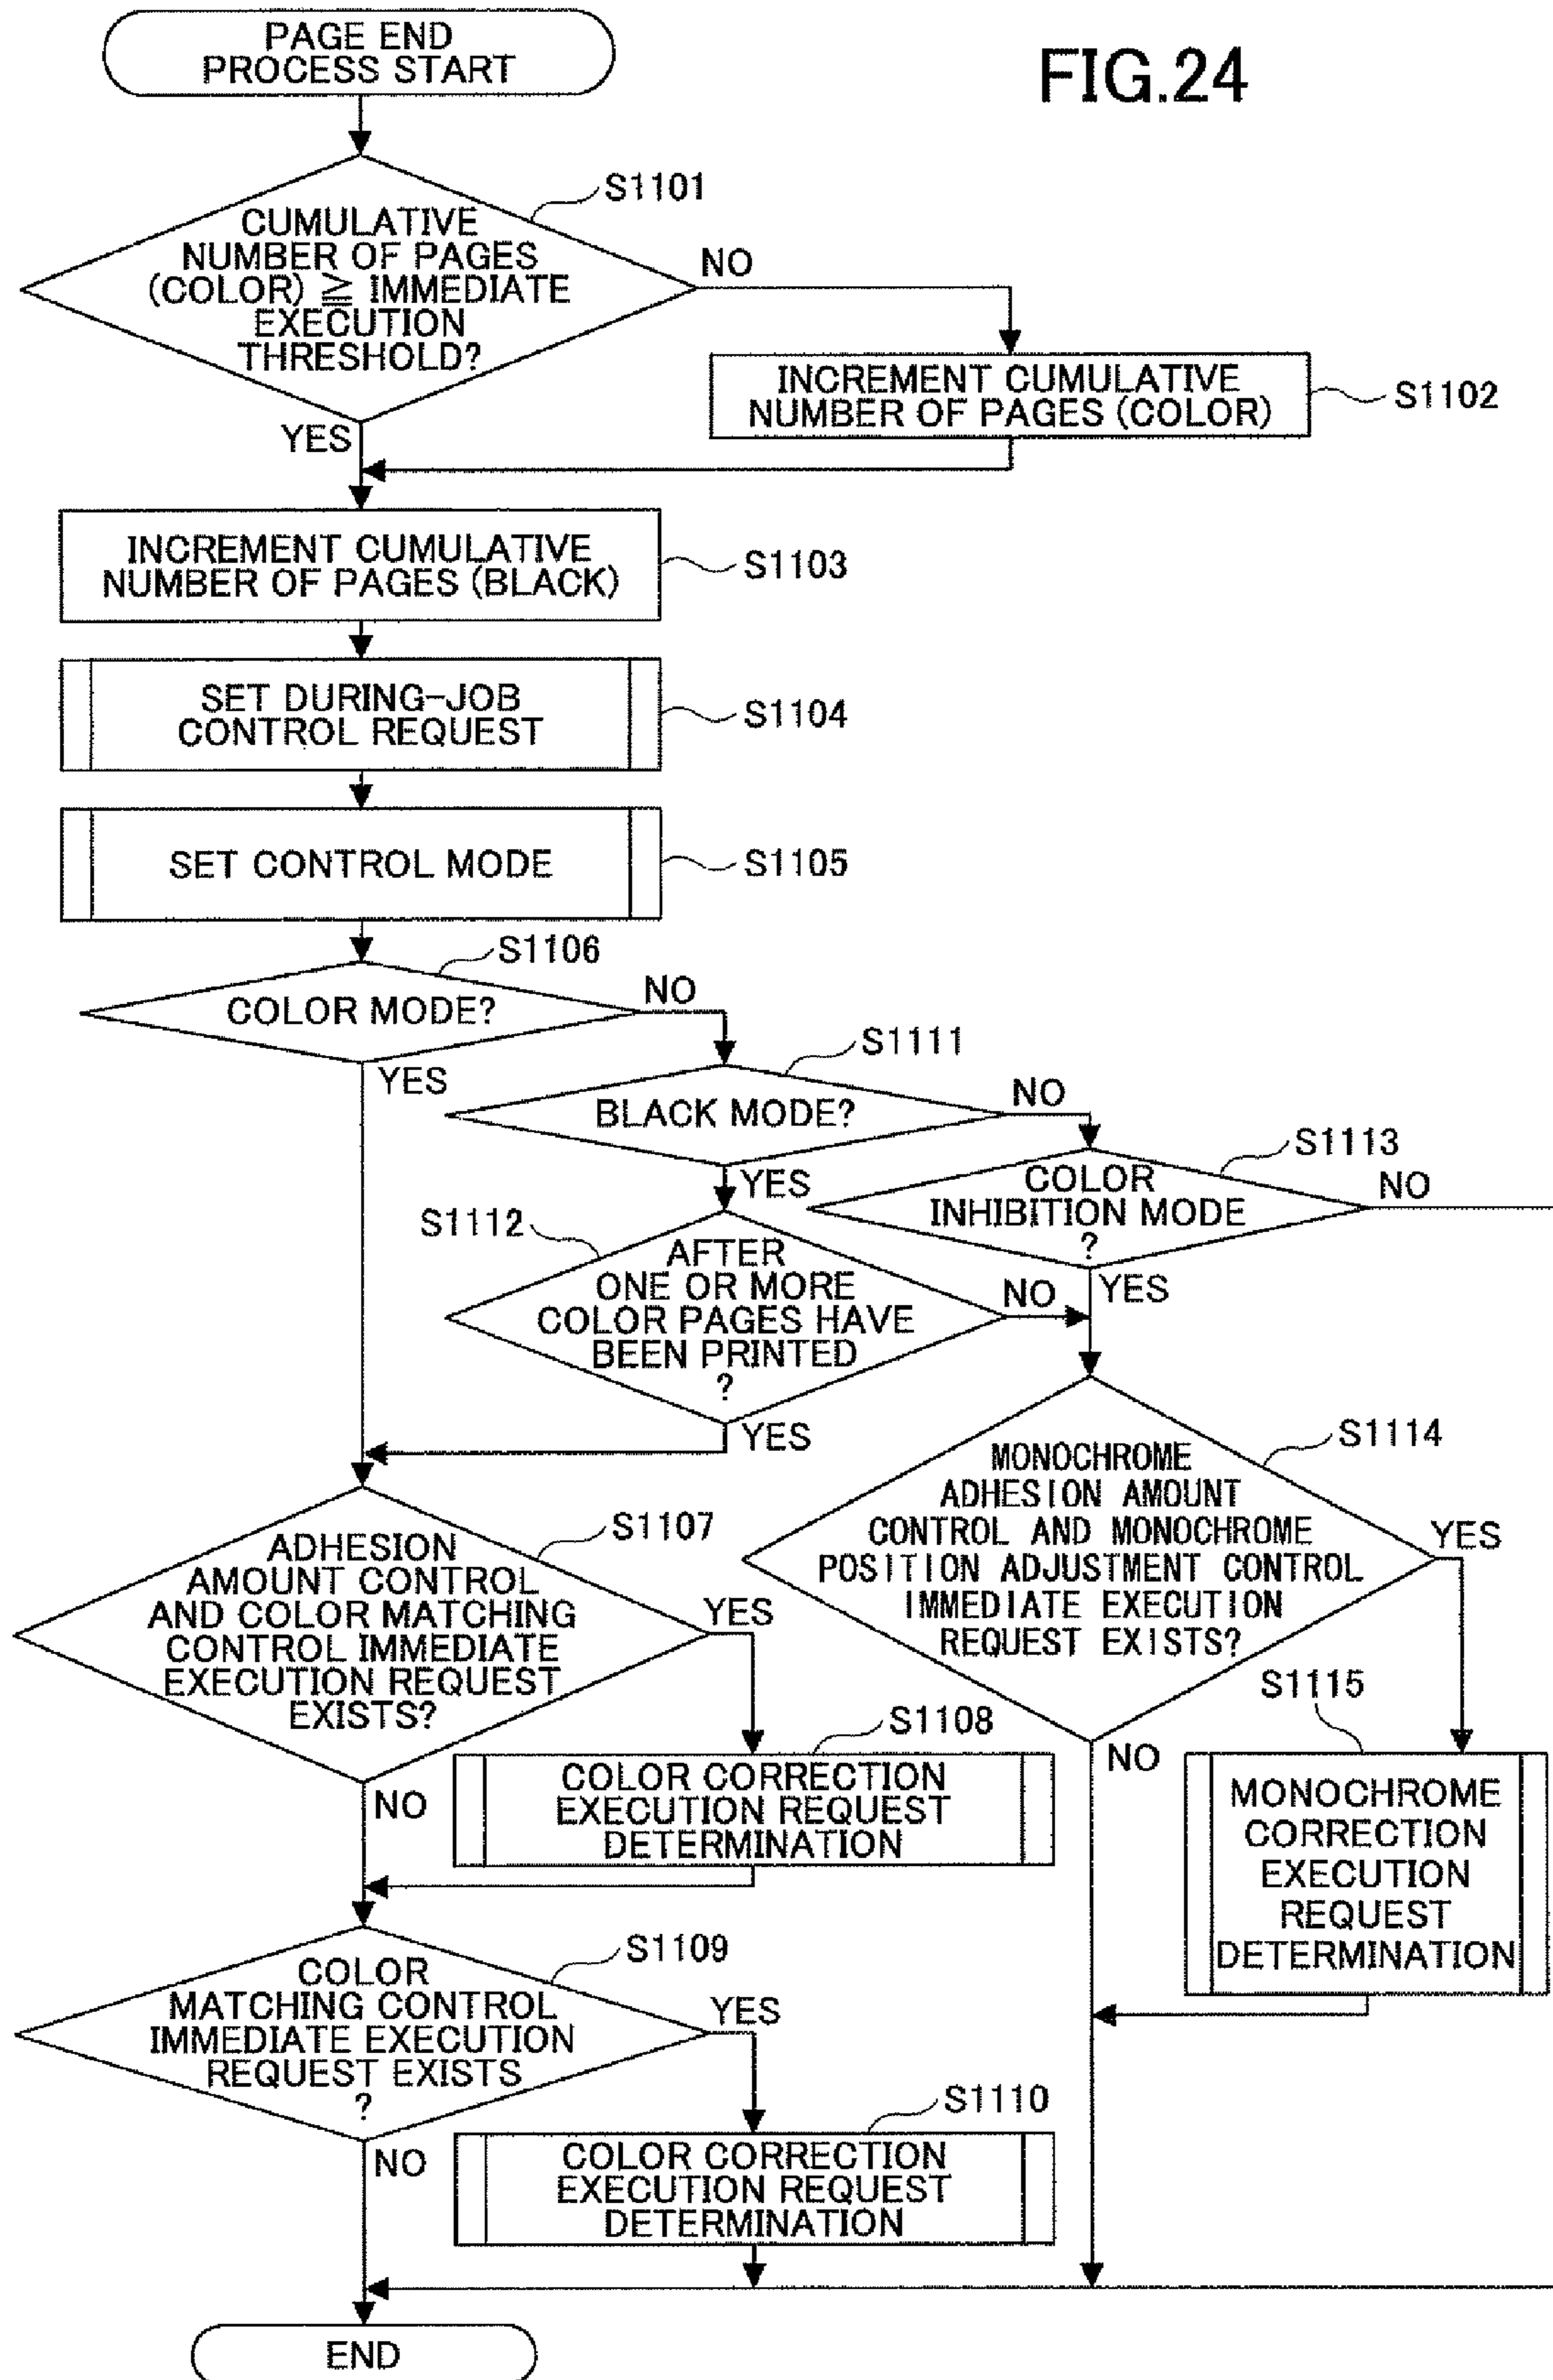 PAGE END
PROCESS START
FIG.24
S1101
CUMULATIVE
NUMBER OF PAGES
(COLOR) ≧ IMMEDIATE
EXECUTION
THRESHOLD?
NO
YES
INCREMENT CUMULATIVE
NUMBER OF PAGES (COLOR)
S1102
INCREMENT CUMULATIVE
NUMBER OF PAGES (BLACK)
S1103
SET DURING-JOB
CONTROL REQUEST
S1104
SET CONTROL MODE
S1105
S1106
COLOR MODE?
NO
YES
S1111
BLACK MODE?
NO
YES
S1113
COLOR
INHIBITION MODE
?
NO
YES
S1112
AFTER
ONE OR MORE
COLOR PAGES HAVE
BEEN PRINTED
?
NO
YES
S1114
MONOCHROME
ADHESION AMOUNT
CONTROL AND MONOCHROME
POSITION ADJUSTMENT CONTROL
IMMEDIATE EXECUTION
REQUEST EXISTS?
YES
NO
S1107
ADHESION
AMOUNT CONTROL
AND COLOR MATCHING
CONTROL IMMEDIATE
EXECUTION REQUEST
EXISTS?
YES
NO
S1108
COLOR CORRECTION
EXECUTION REQUEST
DETERMINATION
S1115
MONOCHROME
CORRECTION
EXECUTION
REQUEST
DETERMINATION
S1109
COLOR
MATCHING CONTROL
IMMEDIATE EXECUTION
REQUEST EXISTS
?
YES
NO
S1110
COLOR CORRECTION
EXECUTION REQUEST
DETERMINATION
END